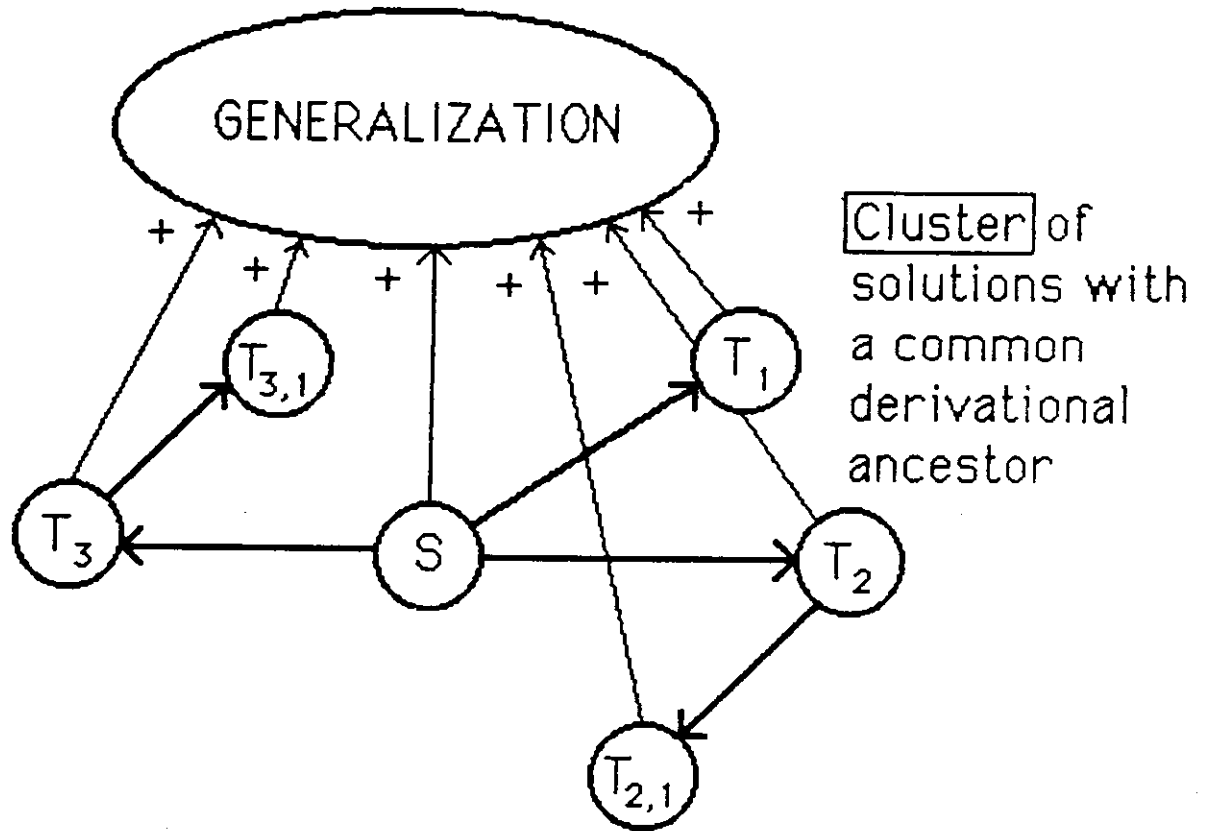 GENERALIZATION
+ + + + + +
Cluster of
solutions with
a common
derivational
ancestor
T3,1
T1
T3
S
T2
T2,1